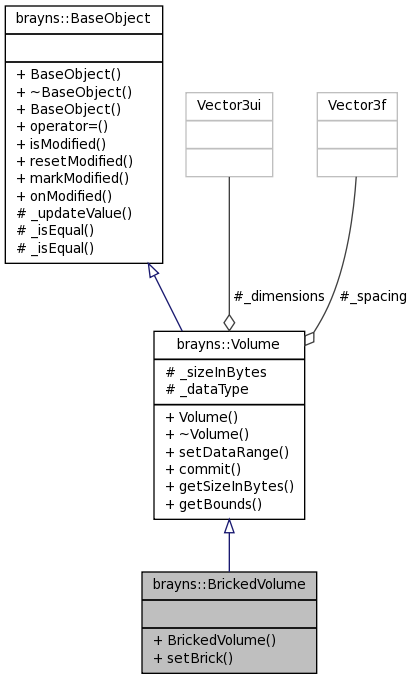 brayns::BaseObject
+ BaseObject()
+ ~BaseObject()
+ BaseObject()
+ operator=()
+ isModified()
+ resetModified()
+ markModified()
+ onModified()
# _updateValue()
# _isEqual()
# _isEqual()
Vector3ui
Vector3f
#_dimensions
#_spacing
brayns::Volume
# _sizeInBytes
# _dataType
+ Volume()
+ ~Volume()
+ setDataRange()
+ commit()
+ getSizeInBytes()
+ getBounds()
brayns::BrickedVolume
+ BrickedVolume()
+ setBrick()